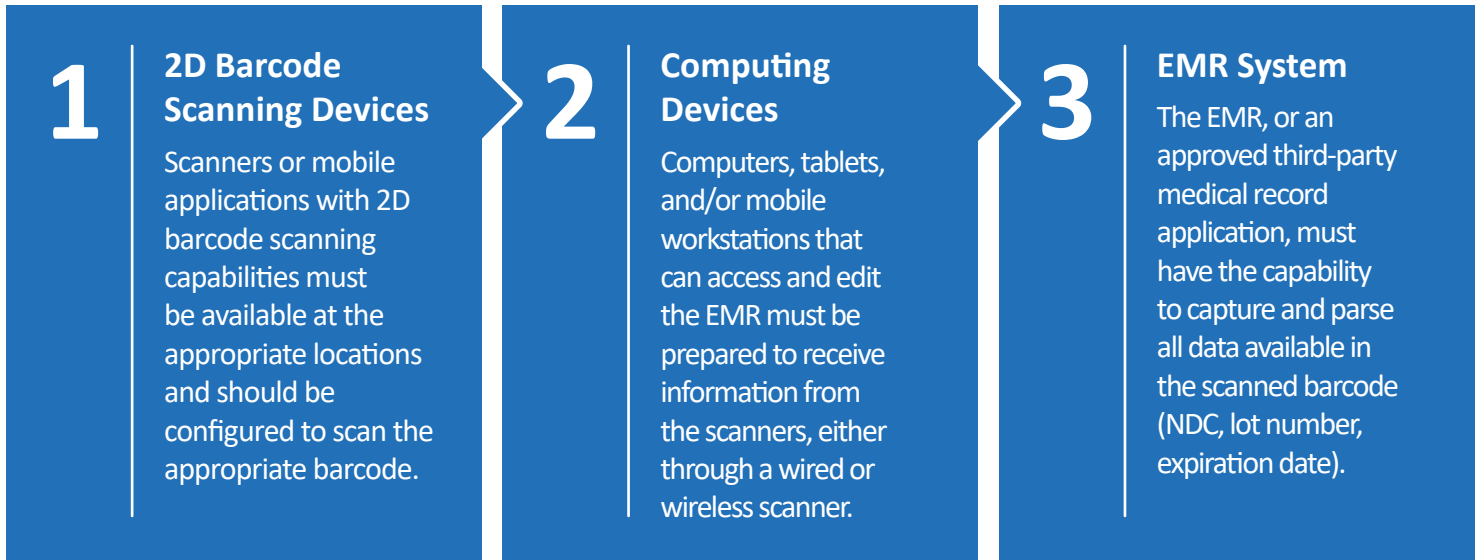 1
2D Barcode
Scanning Devices
Scanners or mobile
applications with 2D
barcode scanning
capabilities must
be available at the
appropriate locations
and should be
configured to scan the
appropriate barcode.
2
Computing
Devices
Computers, tablets,
and/or mobile
workstations that
can access and edit
the EMR must be
prepared to receive
information from
the scanners, either
through a wired or
wireless scanner.
3
EMR System
The EMR, or an
approved third-party
medical record
application, must
have the capability
to capture and parse
all data available in
the scanned barcode
(NDC, lot number,
expiration date).